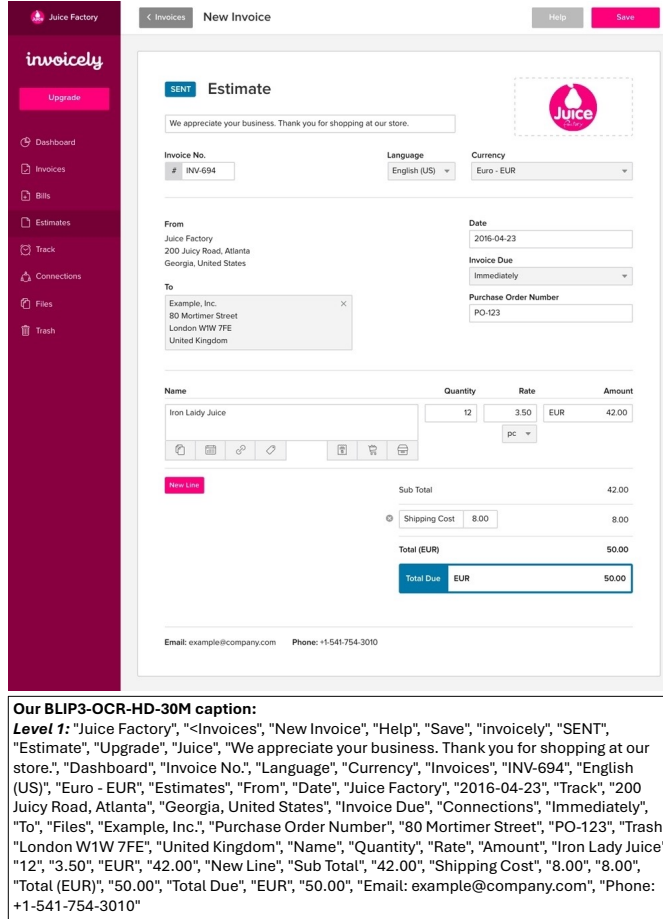 Juice Factory
< Invoices New Invoice
Help
Save
invoicely
Upgrade
Dashboard
Invoices
Bills
Estimates
Track
Connections
Files
Trash
SENT Estimate
Juice
We appreciate your business. Thank you for shopping at our store.
Invoice No. Language Currency
# INV-694 English (US) Euro - EUR
From
Juice Factory
200 Juicy Road, Atlanta
Georgia, United States
To
Example, Inc. ×
80 Mortimer Street
London W1W 7FE
United Kingdom
Date
2016-04-23
Invoice Due
Immediately
Purchase Order Number
PO-123
Name Quantity Rate Amount
Iron Laidy Juice 12 3.50 EUR 42.00
pc
New Line
Sub Total 42.00
Shipping Cost 8.00 8.00
Total (EUR) 50.00
Total Due EUR 50.00
Email: example@company.com Phone: +1-541-754-3010
Our BLIP3-OCR-HD-30M caption:
Level 1: "Juice Factory", "<Invoices", "New Invoice", "Help", "Save", "invoicely", "SENT",
"Estimate", "Upgrade", "Juice", "We appreciate your business. Thank you for shopping at our
store.", "Dashboard", "Invoice No.", "Language", "Currency", "Invoices", "INV-694", "English
(US)", "Euro - EUR", "Estimates", "From", "Date", "Juice Factory", "2016-04-23", "Track", "200
Juicy Road, Atlanta", "Georgia, United States", "Invoice Due", "Connections", "Immediately",
"To", "Files", "Example, Inc.", "Purchase Order Number", "80 Mortimer Street", "PO-123", "Trash
"London W1W 7FE", "United Kingdom", "Name", "Quantity", "Rate", "Amount", "Iron Lady Juice"
"12", "3.50", "EUR", "42.00", "New Line", "Sub Total", "42.00", "Shipping Cost", "8.00", "8.00",
"Total (EUR)", "50.00", "Total Due", "EUR", "50.00", "Email: example@company.com", "Phone:
+1-541-754-3010"